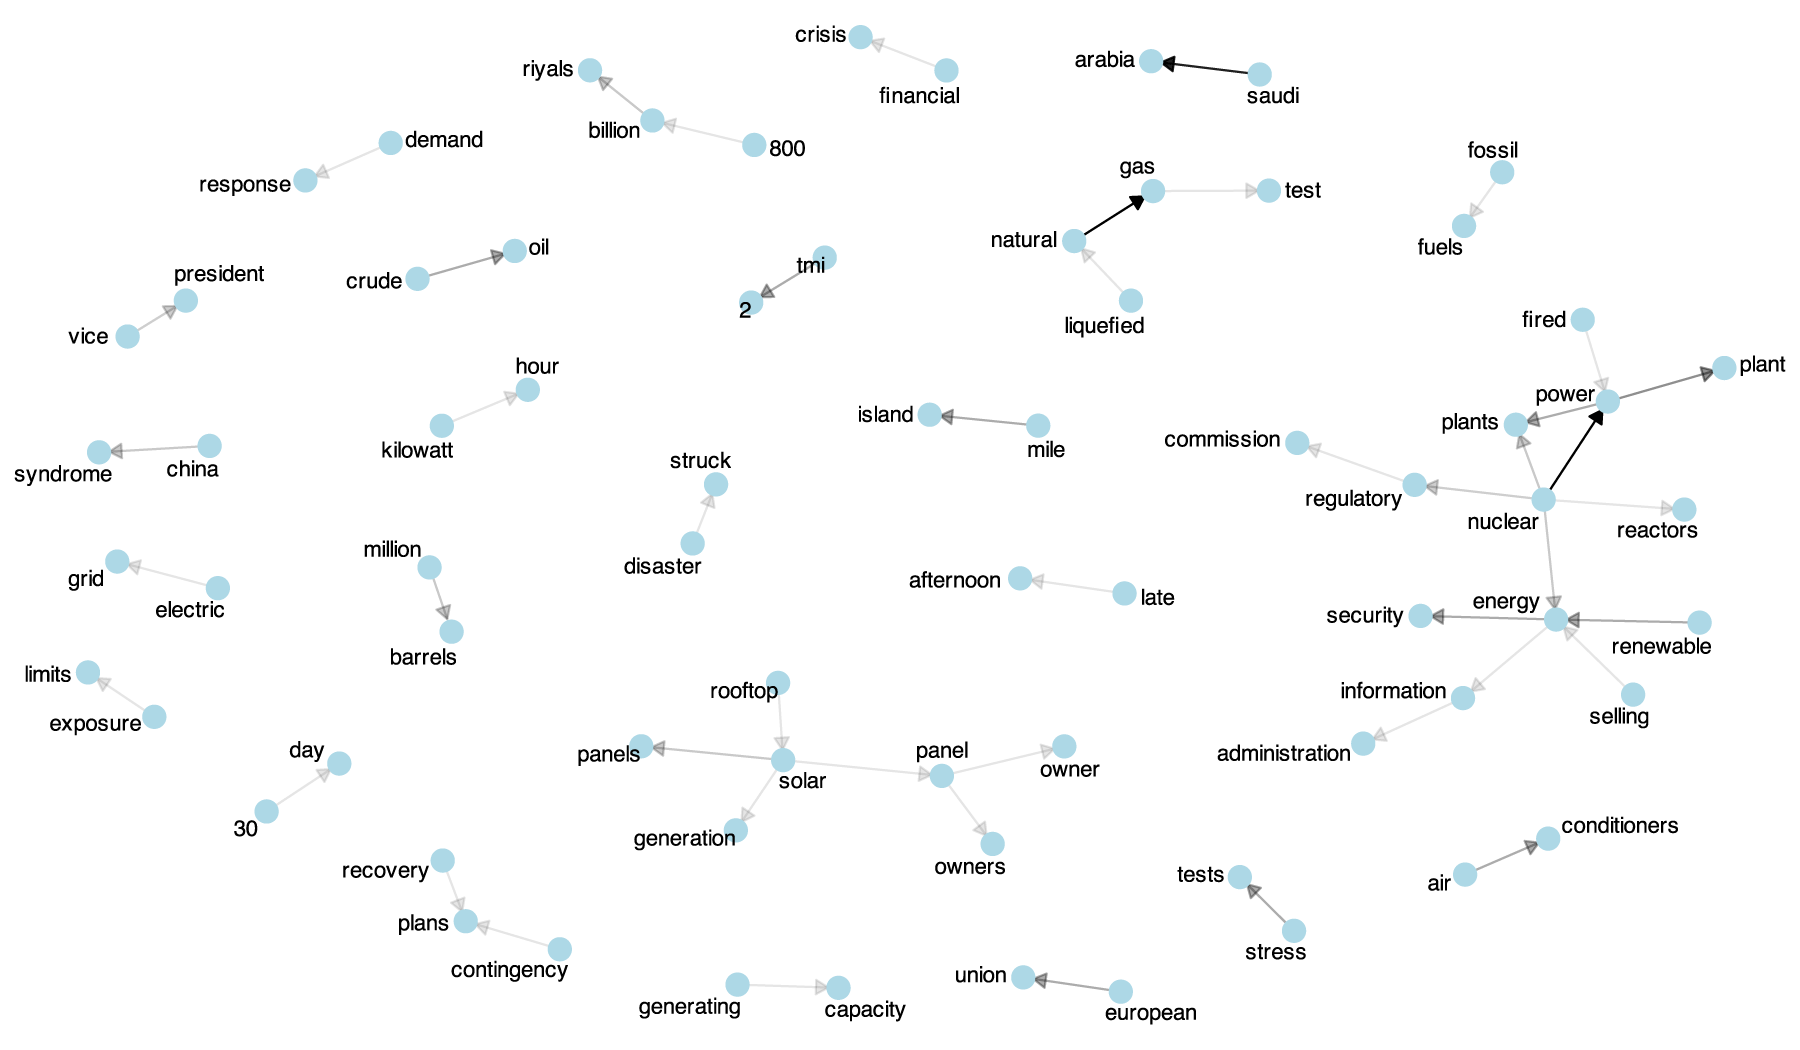 crisis
financial
arabia
saudi
riyals
billion
800
demand
response
gas
test
natural
liquefied
fossil
fuels
president
vice
crude
oil
tmi
2
fired
power
plant
plants
hour
kilowatt
island
mile
commission
regulatory
nuclear
reactors
syndrome
china
struck
disaster
million
barrels
grid
electric
afternoon
late
security
energy
renewable
information
selling
administration
limits
exposure
rooftop
panels
solar
panel
owner
generation
owners
day
30
recovery
plans
contingency
conditioners
air
tests
stress
generating
capacity
union
european